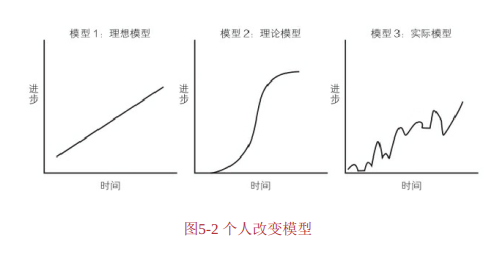 模型 1：理想模型
模型 2：理论模型
模型 3：实际模型
进步
进步
进步
时间
时间
时间
图5-2 个人改变模型